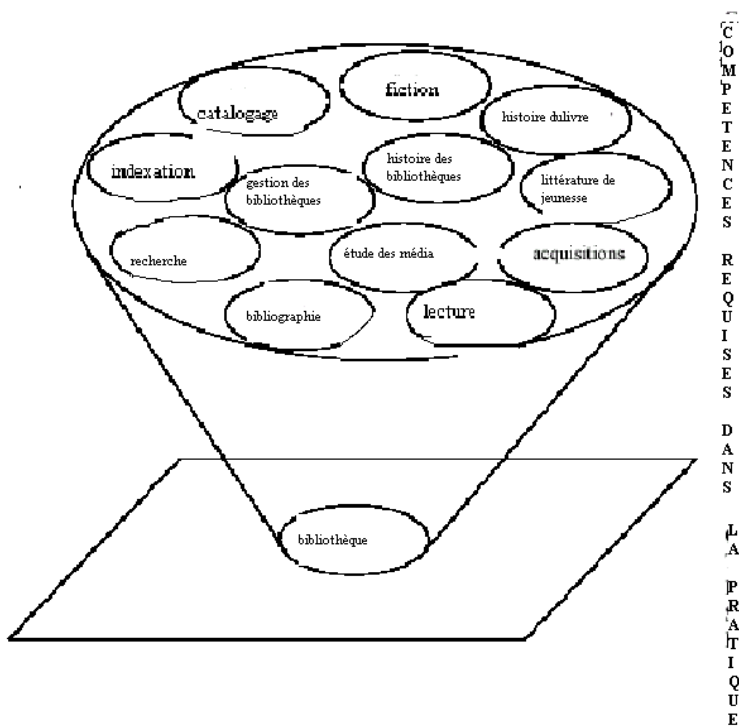 catalogage
fiction
histoire dulivre
indexation
gestion des
bibliothèques
histoire des
bibliothèques
littérature de
jeunesse
recherche
étude des média
acquisitions
bibliographie
lecture
bibliothèque
COMPETENCES REQUISES DANS LA PRATIQUE